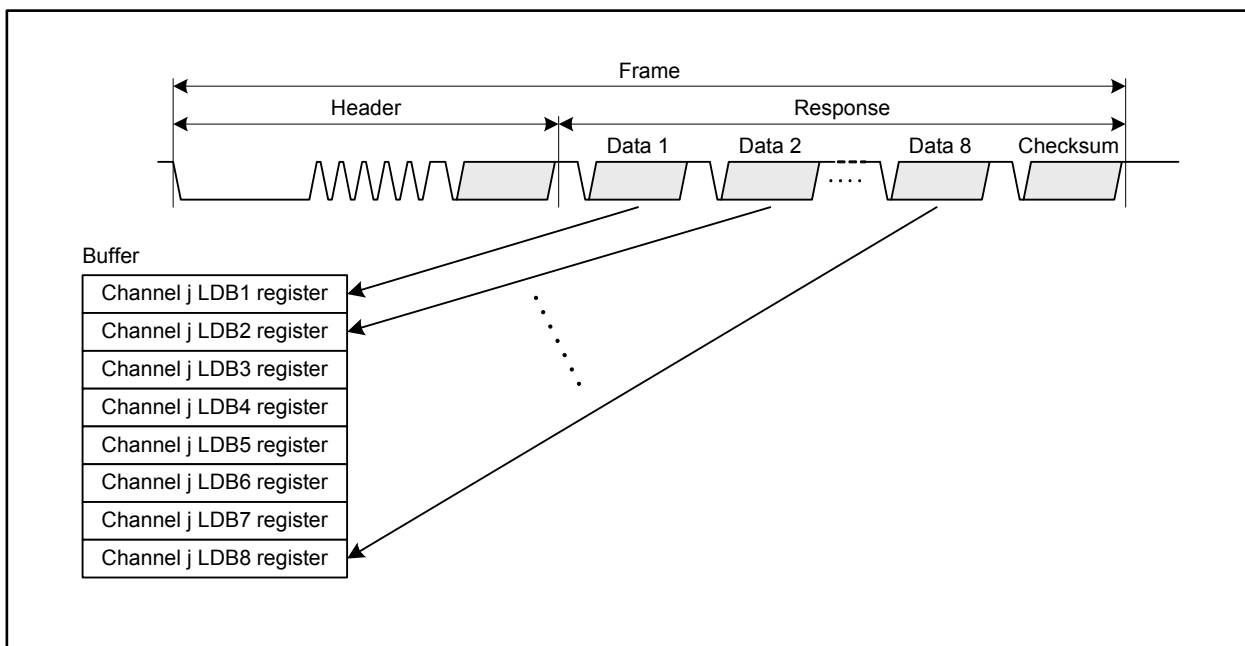 Frame
Header Response
Data 1 Data 2 Data 8 Checksum
Buffer
Channel j LDB1 register
Channel j LDB2 register
Channel j LDB3 register
Channel j LDB4 register
Channel j LDB5 register
Channel j LDB6 register
Channel j LDB7 register
Channel j LDB8 register